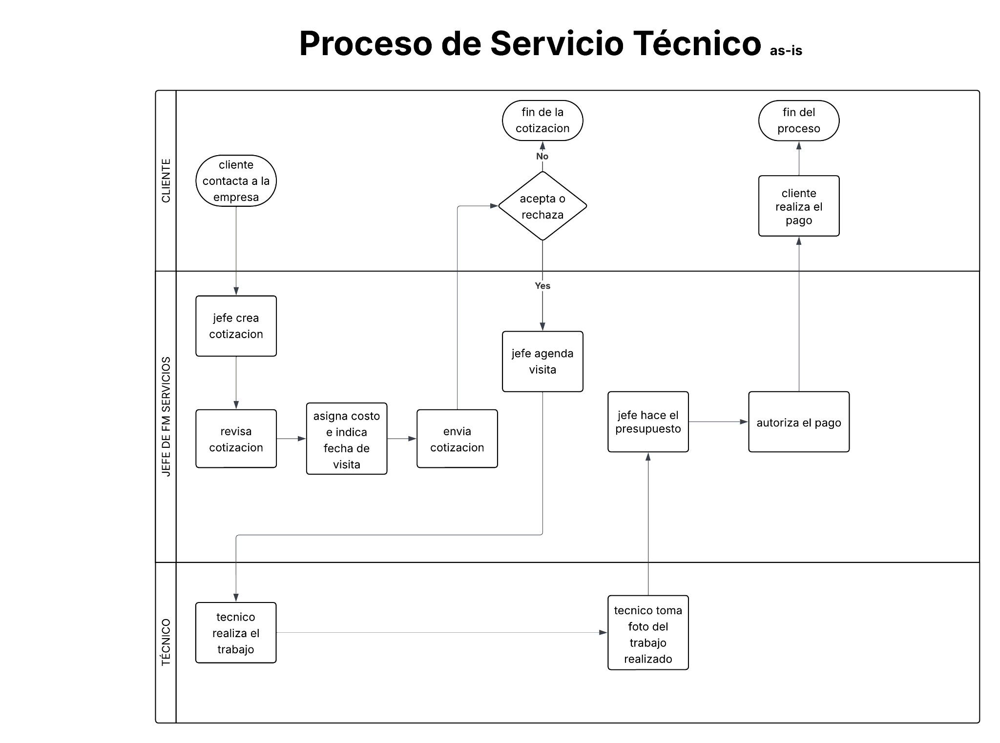 Proceso de Servicio Técnico as-is
CLIENTE
cliente
contacta a la
empresa
fin de la
cotizacion
No
acepta o
rechaza
fin del
proceso
cliente
realiza el
pago
JEFE DE FM SERVICIOS
jefe crea
cotizacion
revisa
cotizacion
asigna costo
e indica
fecha de
visita
envia
cotizacion
Yes
jefe agenda
visita
jefe hace el
presupuesto
autoriza el pago
TÉCNICO
tecnico
realiza el
trabajo
tecnico toma
foto del
trabajo
realizado